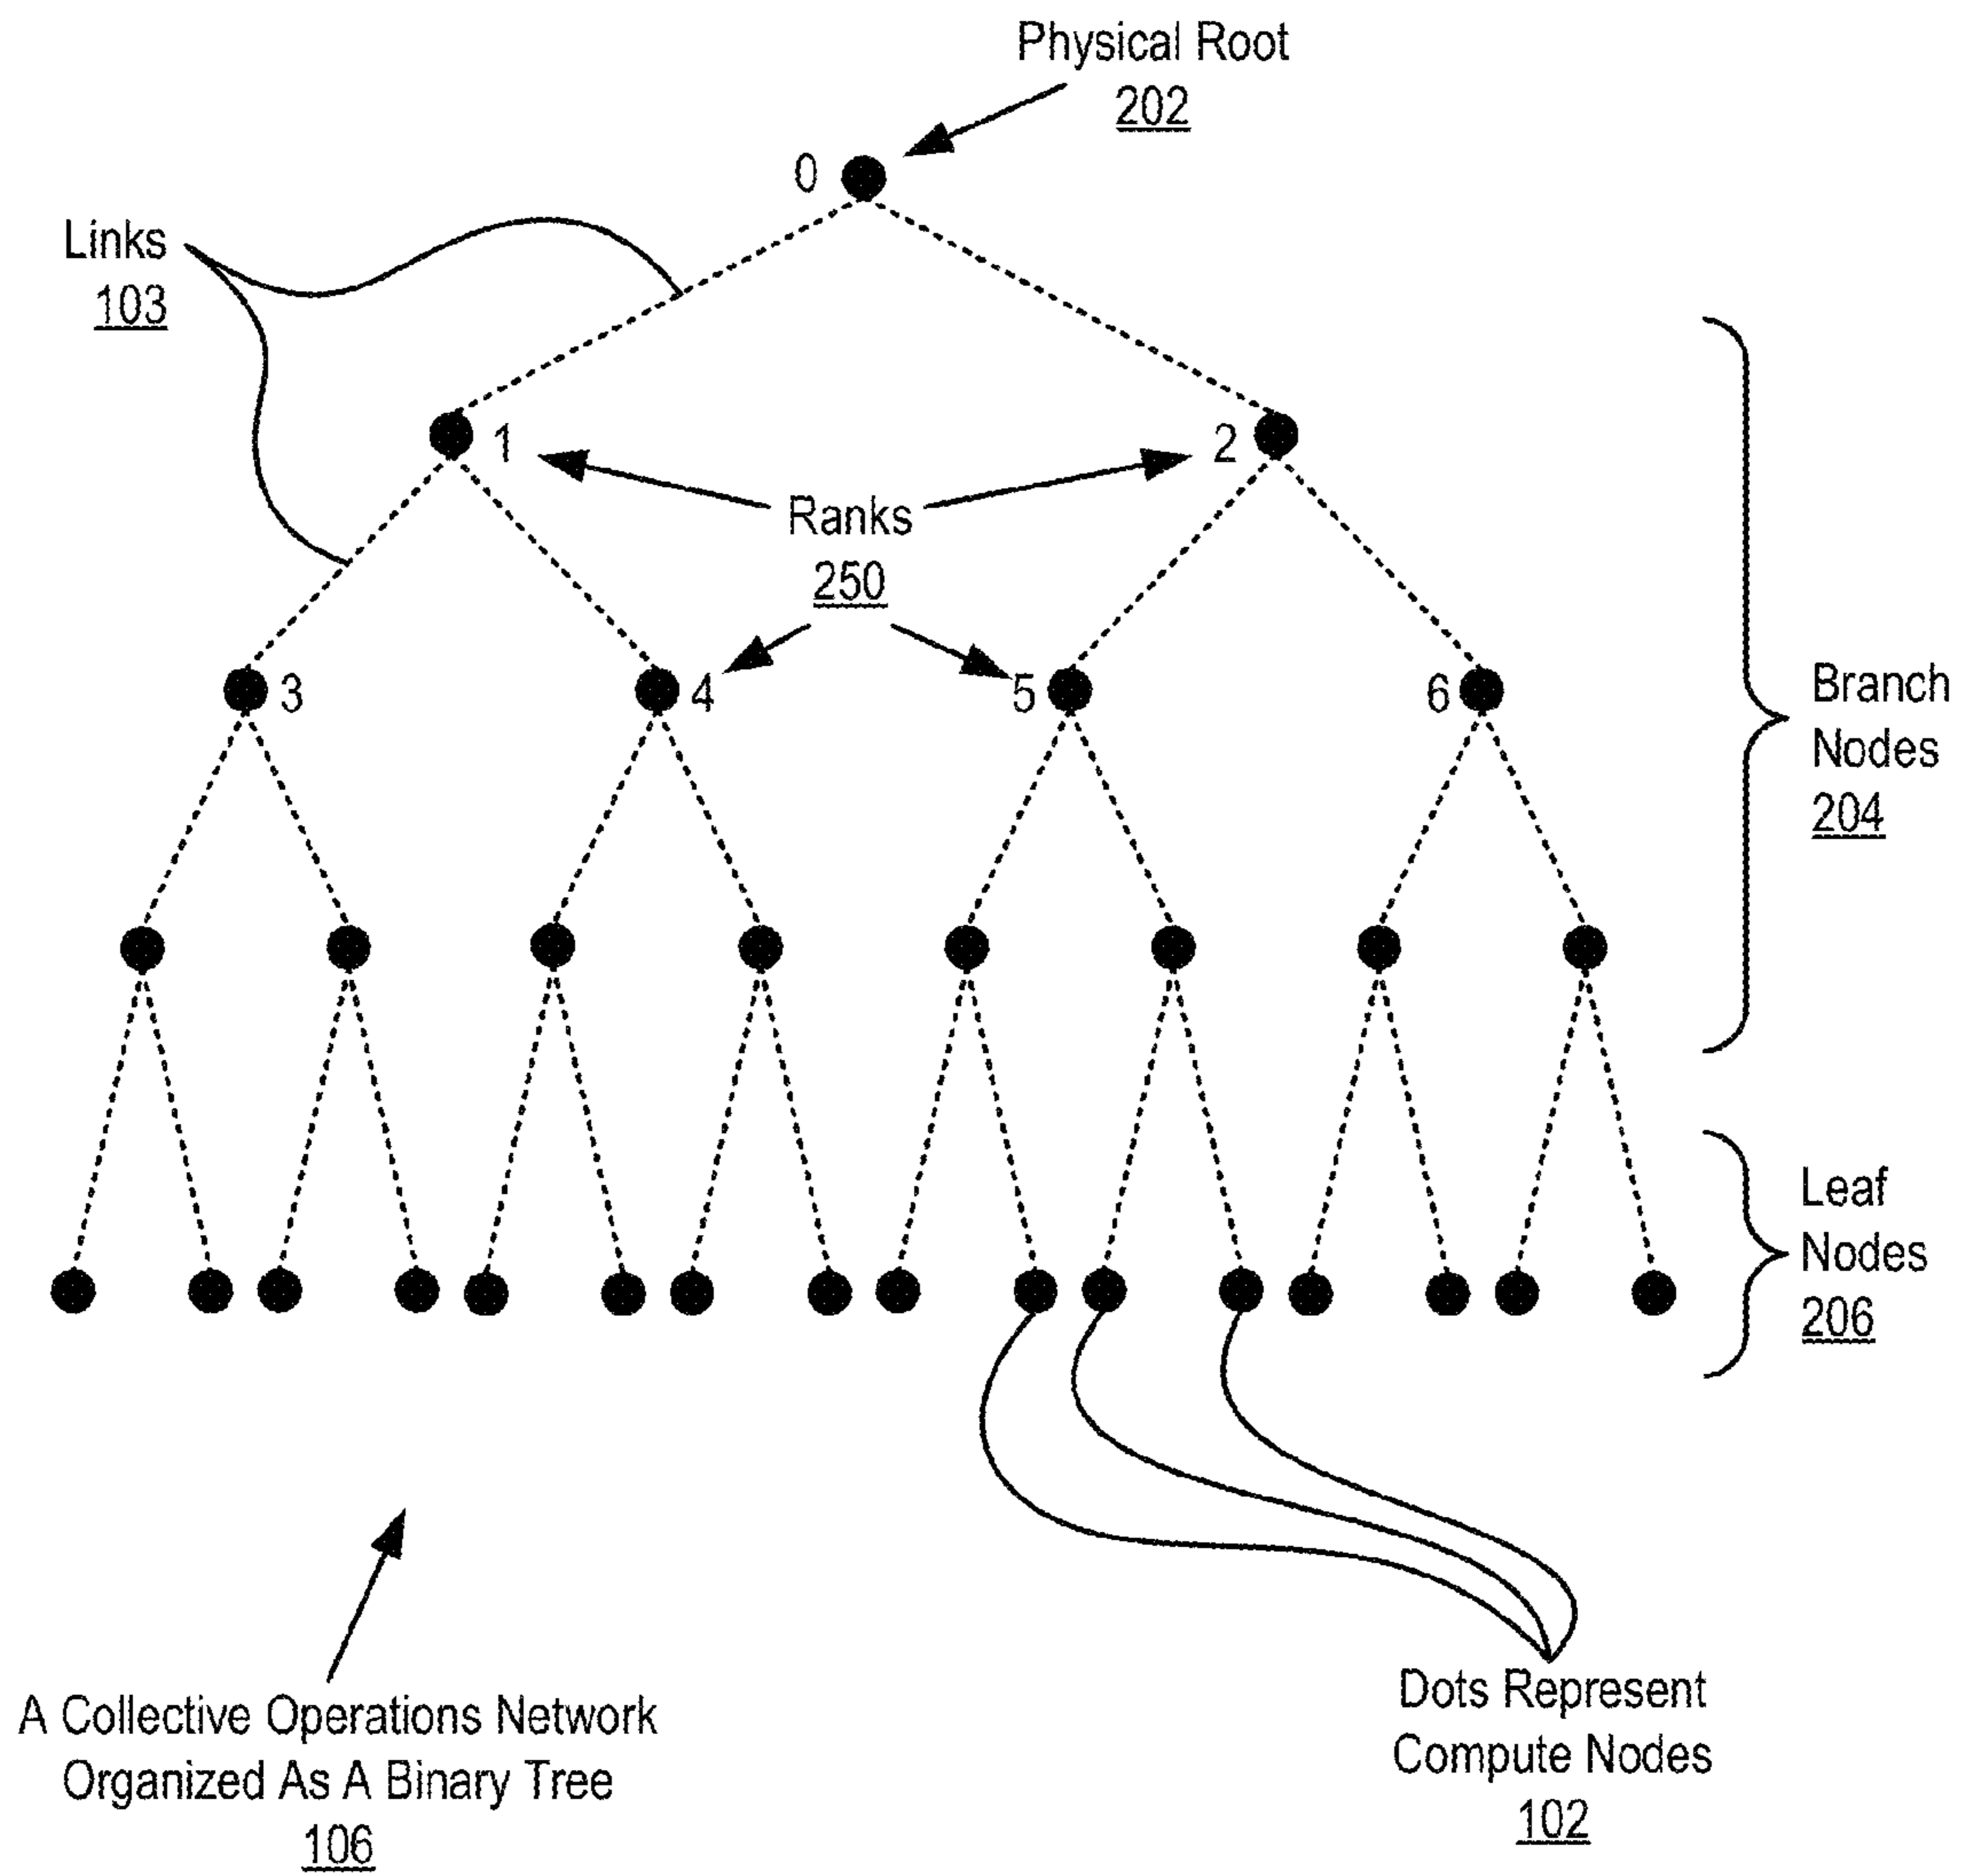 Physical Root
202
0
Links
103
1
2
Ranks
250
3
4
5
6
Branch
Nodes
204
Leaf
Nodes
206
A Collective Operations Network
Organized As A Binary Tree
106
Dots Represent
Compute Nodes
102